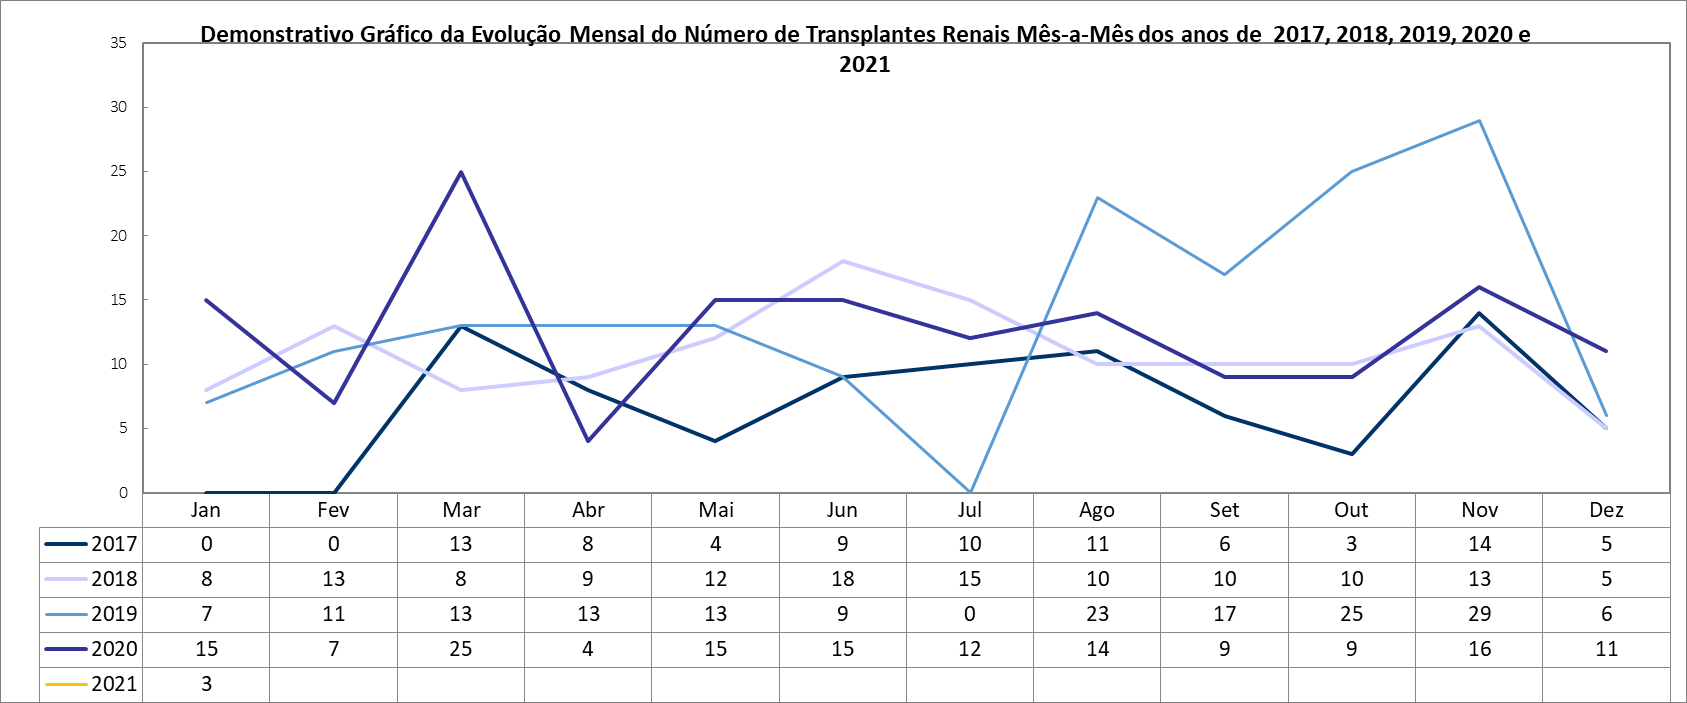 Demonstrativo Gráfico da Evolução Mensal do Número de Transplantes Renais Mês-a-Mês dos anos de 2017, 2018, 2019, 2020 e
2021
35
30
25
20
15
10
5
0
Jan Fev Mar Abr Mai Jun Jul Ago Set Out Nov Dez
2017 0 0 13 8 4 9 10 11 6 3 14 5
2018 8 13 8 9 12 18 15 10 10 10 13 5
2019 7 11 13 13 13 9 0 23 17 25 29 6
2020 15 7 25 4 15 15 12 14 9 9 16 11
2021 3